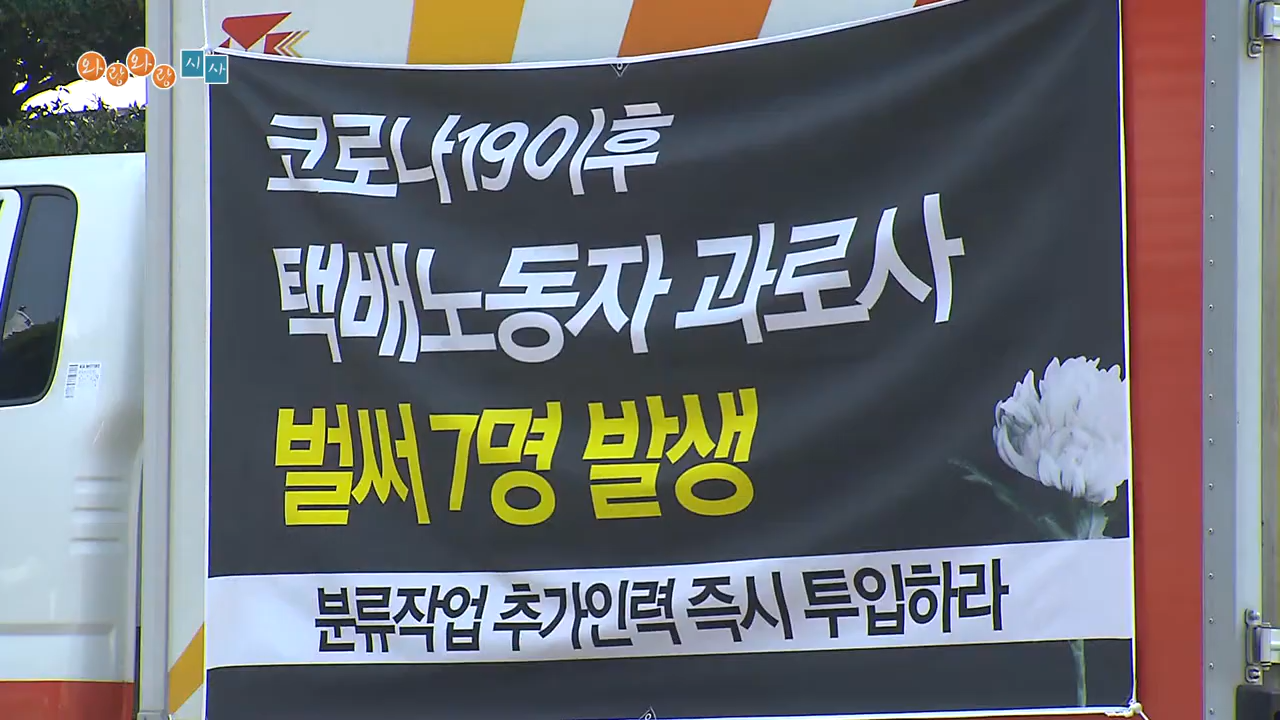 와랑와랑 시사
코로나19이후
택배노동자 과로사
벌써 7명 발생
분류작업 추가인력 즉시 투입하라